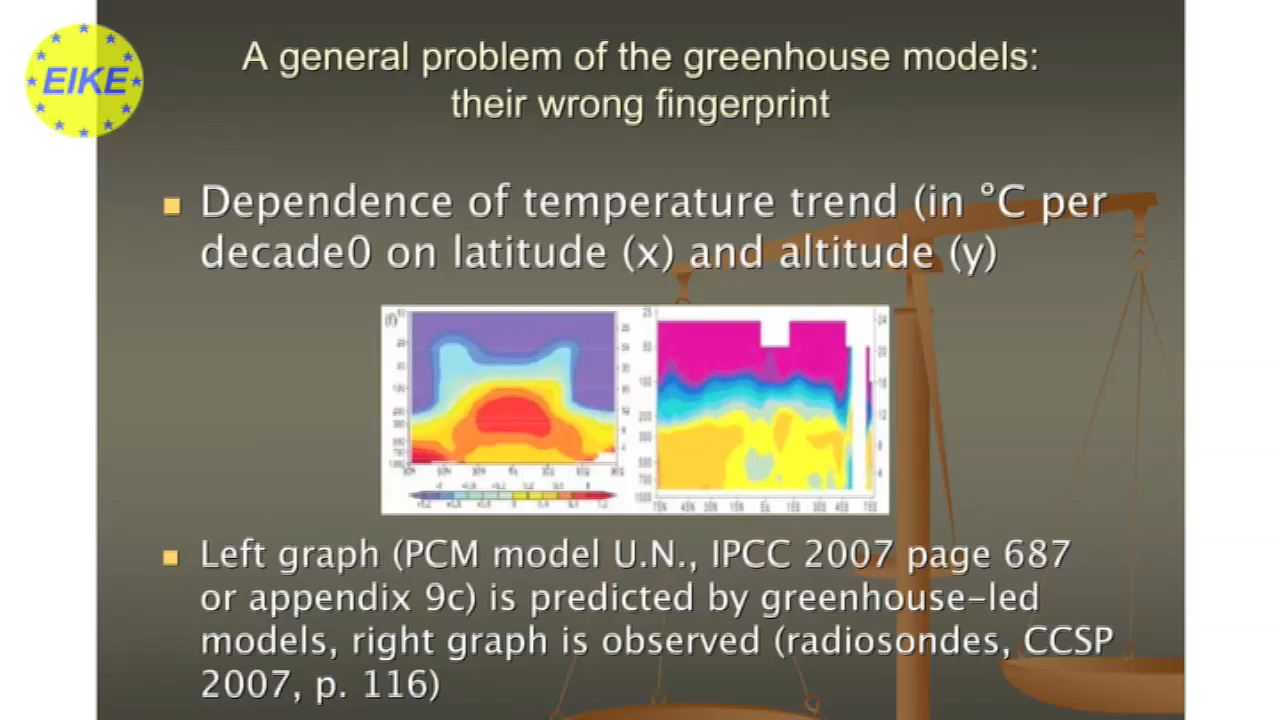 EIKE
A general problem of the greenhouse models:
their wrong fingerprint
Dependence of temperature trend (in °C per
decade0 on latitude (x) and altitude (y)
(f)
Left graph (PCM model U.N., IPCC 2007 page 687
or appendix 9c) is predicted by greenhouse-led
models, right graph is observed (radiosondes, CCSP
2007, p. 116)